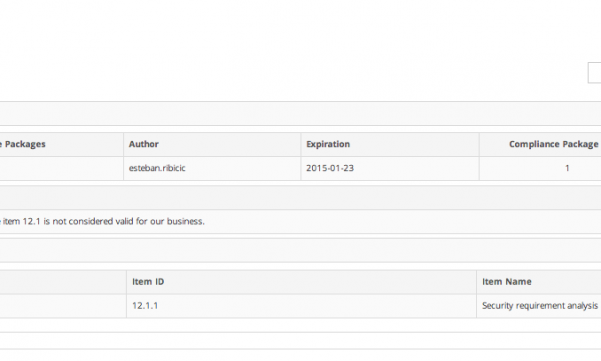 e Packages Author Expiration Compliance Package
esteban.ribicic 2015-01-23 1
item 12.1 is not considered valid for our business.
Item ID Item Name
12.1.1 Security requirement analysis